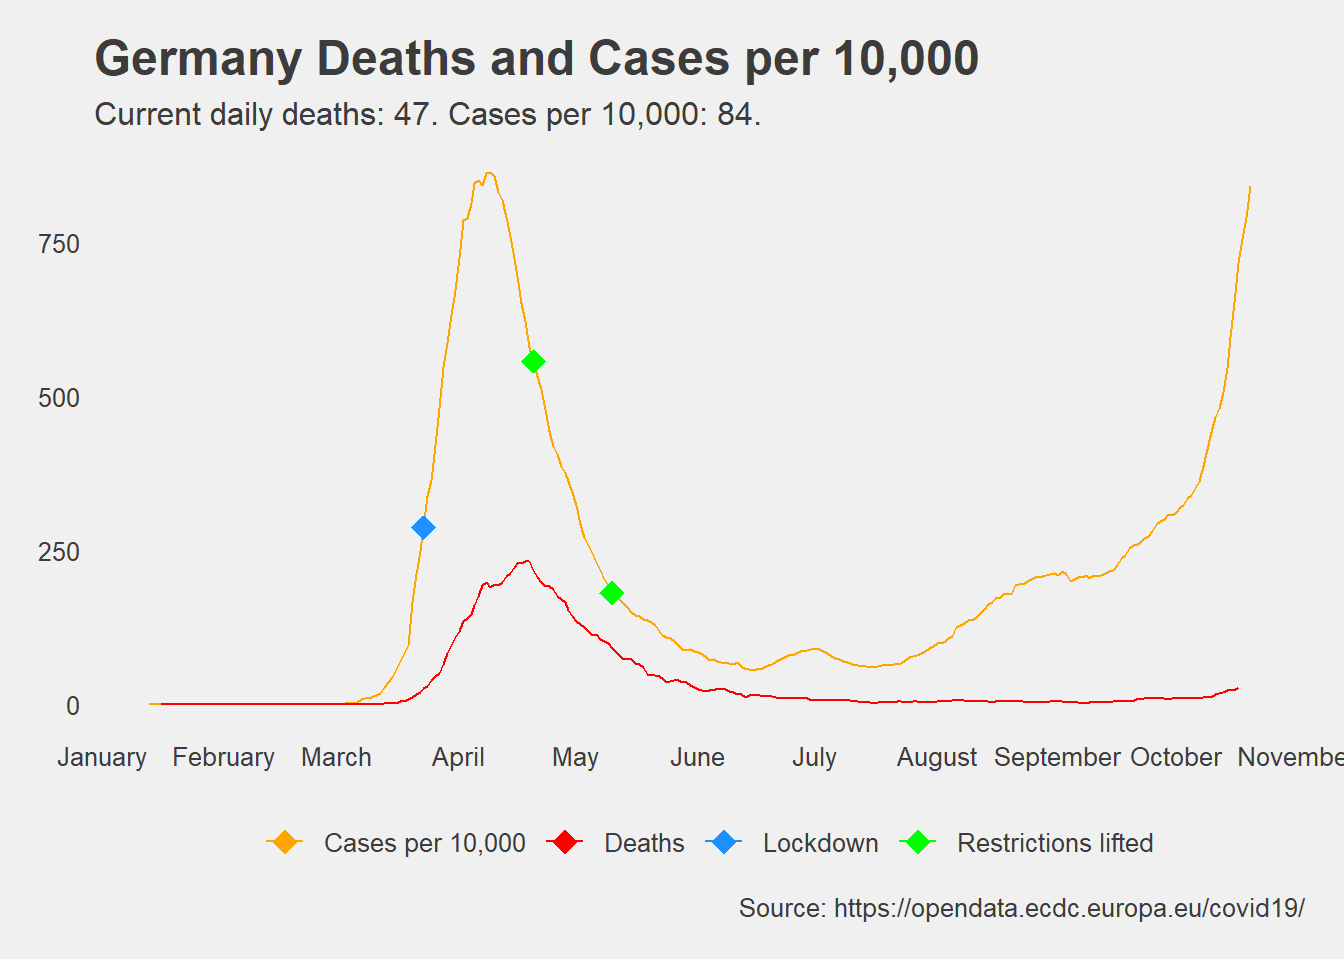 Germany Deaths and Cases per 10,000
Current daily deaths: 47. Cases per 10,000: 84.
750
500
250
0
January February March April May June July August September October Novembe
Cases per 10,000 Deaths Lockdown Restrictions lifted
Source: https://opendata.ecdc.europa.eu/covid19/